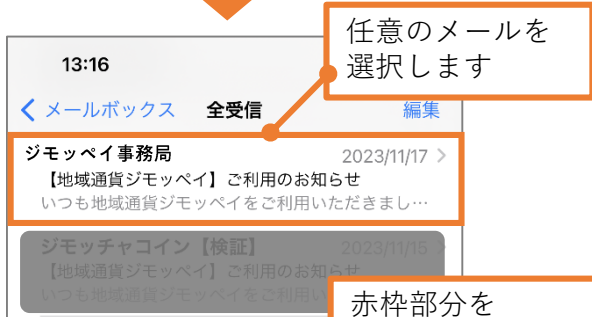 任意のメールを
選択します
13:16
メールボックス 全受信 編集
ジモッペイ事務局 2023/11/17
【地域通貨ジモッペイ】ご利用のお知らせ
いつも地域通貨ジモッペイをご利用いただきまし…
ジモッチャコイン【検証】 2023/11/15
【地域通貨ジモッペイ】ご利用のお知らせ
いつも地域通貨ジモッペイをご利用い
赤枠部分を